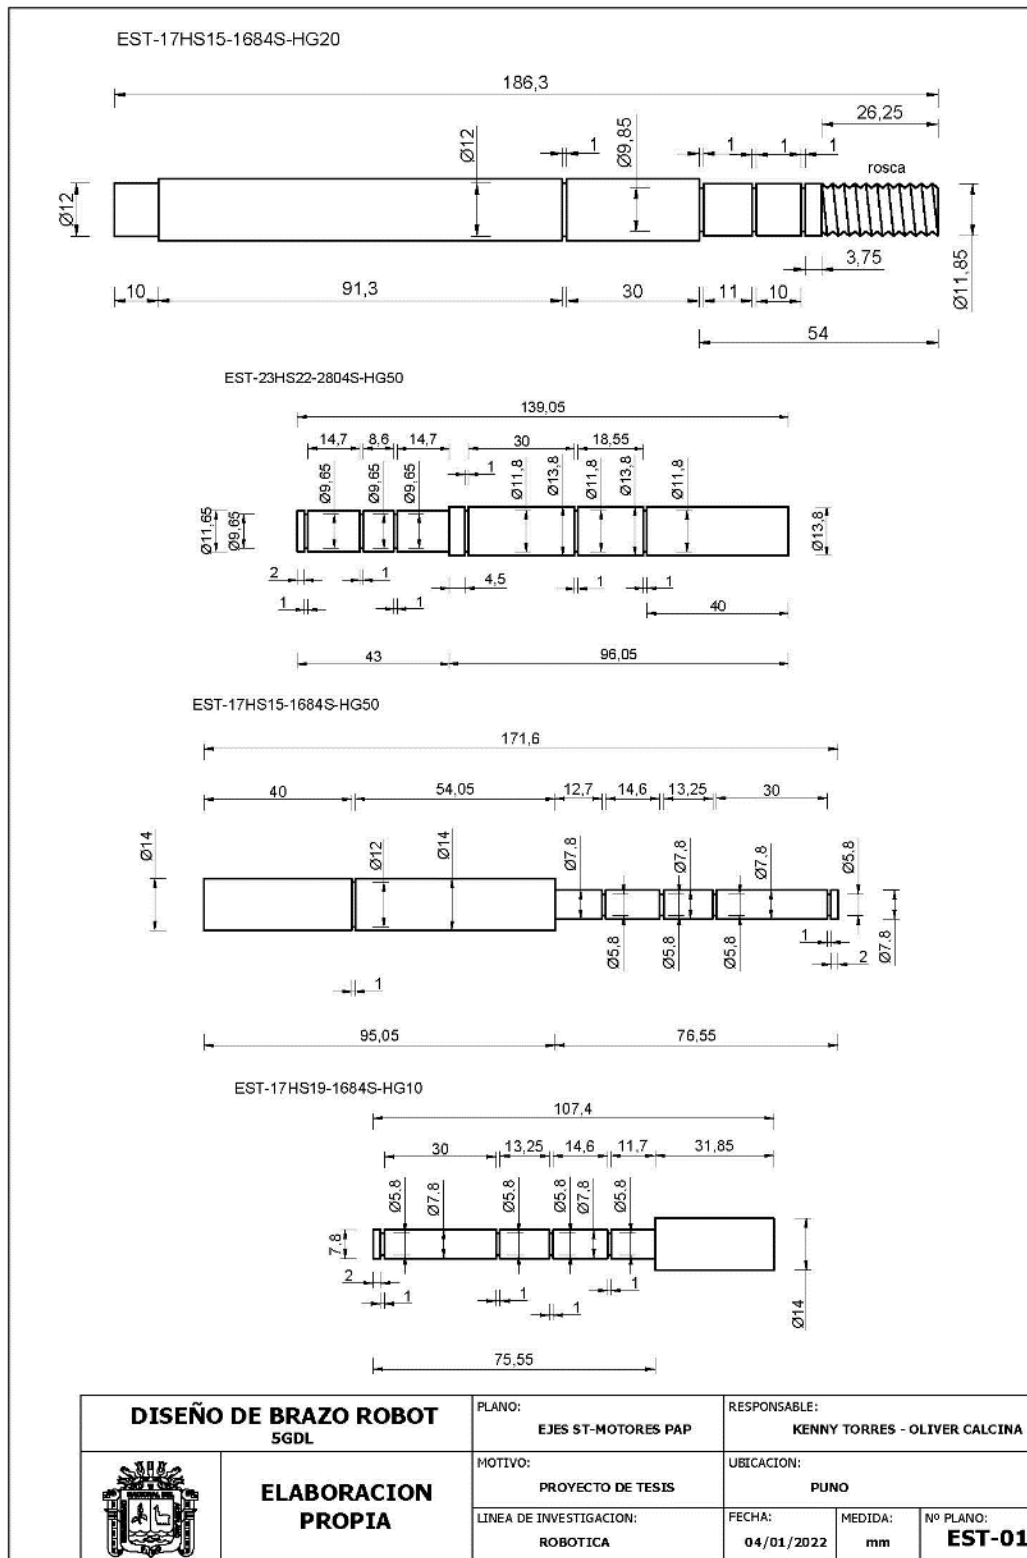 EST-17HS15-1684S-HG20
186,3
26,25
Ø12
1
Ø9,85
1
1
1
rosca
Ø12
3,75
Ø11,85
10
91,3
30
11
10
54
EST-23HS22-2804S-HG50
139,05
14,7
8,6
14,7
30
18,55
1
Ø9,65
Ø9,65
Ø9,65
Ø11,8
Ø13,8
Ø11,8
Ø13,8
Ø11,8
Ø11,65
Ø9,65
Ø13,8
2
1
4,5
1
1
1
1
40
43
96,05
EST-17HS15-1684S-HG50
171,6
40
54,05
12,7
14,6
13,25
30
Ø14
Ø12
Ø14
Ø7.8
Ø7.8
Ø7.8
Ø5.8
Ø5,8
Ø5,8
Ø5,8
1
Ø7.8
2
1
95,05
76,55
EST-17HS19-1684S-HG10
107,4
30
13,25
14,6
11,7
31,85
Ø5.8
Ø7.8
Ø5.8
Ø5.8
Ø7.8
Ø5.8
7.8
2
1
1
1
1
Ø14
75,55
DISEÑO DE BRAZO ROBOT
5GDL
PLANO:
EJES ST-MOTORES PAP
RESPONSABLE:
KENNY TORRES - OLIVER CALCINA
ELABORACION
PROPIA
MOTIVO:
PROYECTO DE TESIS
UBICACION:
PUNO
LINEA DE INVESTIGACION:
ROBOTICA
FECHA:
04/01/2022
MEDIDA:
mm
Nº PLANO:
EST-01